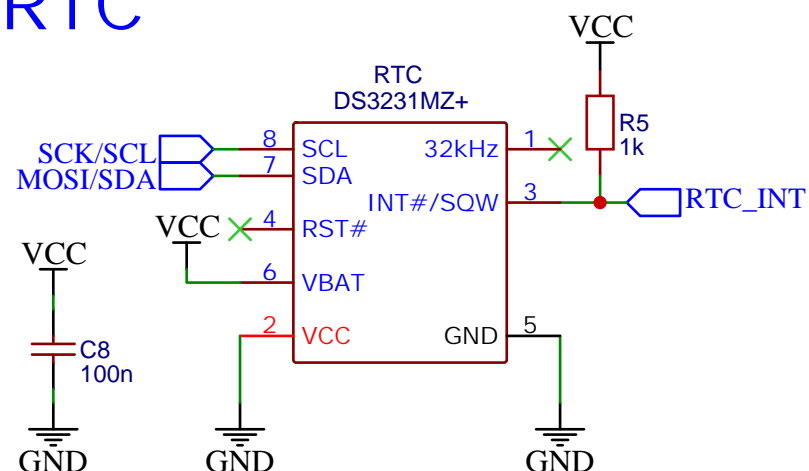 RTC
VCC
RTC
DS3231MZ+
R5
1k
SCK/SCL
8
SCL
32kHz
1
MOSI/SDA
7
SDA
INT#/SQW
3
RTC_INT
VCC
4
RST#
VCC
6
VBAT
2
VCC
GND
5
C8
100n
GND
GND
GND